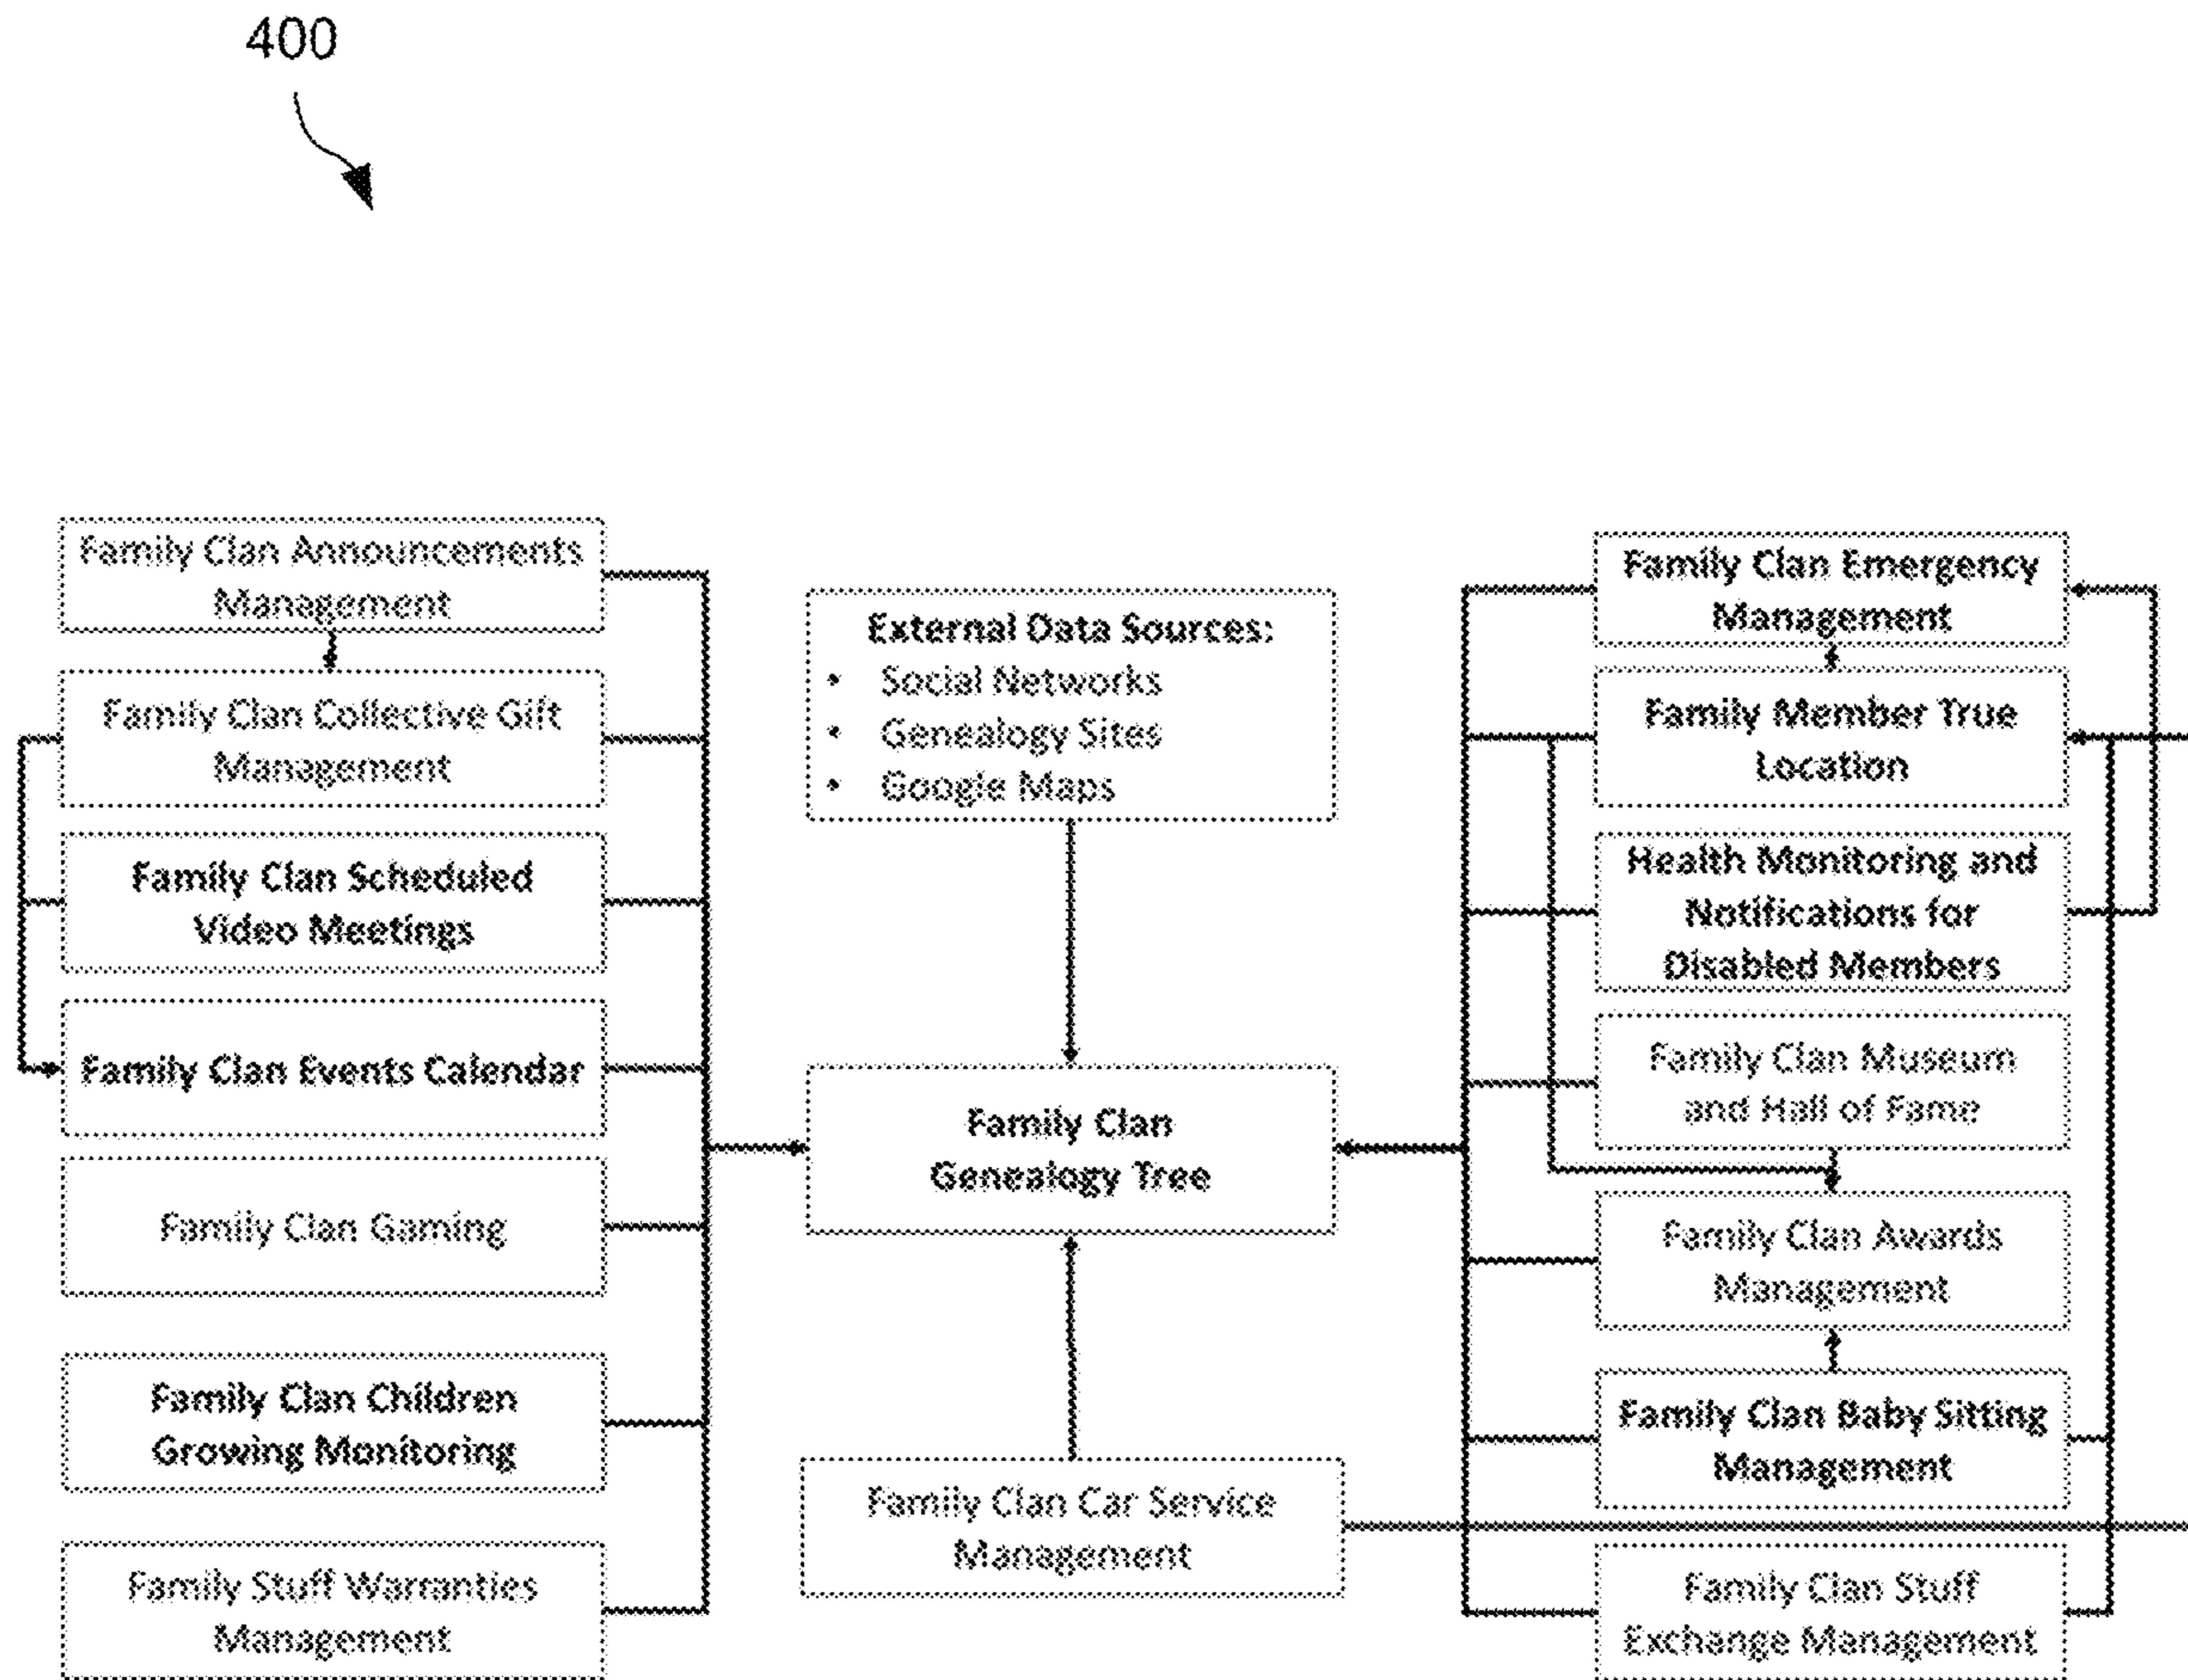 400
Family Clan Announcements
Management
Family Clan Collective Gift
Management
Family Clan Scheduled
Video Meetings
Family Clan Events Calendar
Family Clan Gaming
Family Clan Children
Growing Monitoring
Family Stuff Warranties
Management
External Data Sources:
• Social Networks
• Genealogy Sites
• Google Maps
Family Clan
Genealogy Tree
Family Clan Car Service
Management
Family Clan Emergency
Management
Family Member True
Location
Health Monitoring and
Notifications for
Disabled Members
Family Clan Museum
and Hall of Fame
Family Clan Awards
Management
Family Clan Baby Sitting
Management
Family Clan Stuff
Exchange Management